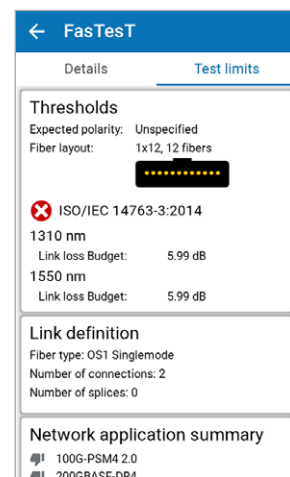 FasTesT
Details Test limits
Thresholds
Expected polarity: Unspecified
Fiber layout: 1x12, 12 fibers
ISO/IEC 14763-3:2014
1310 nm
Link loss Budget: 5.99 dB
1550 nm
Link loss Budget: 5.99 dB
Link definition
Fiber type: OS1 Singlemode
Number of connections: 2
Number of splices: 0
Network application summary
100G-PSM4 2.0
200GBASE-DR4